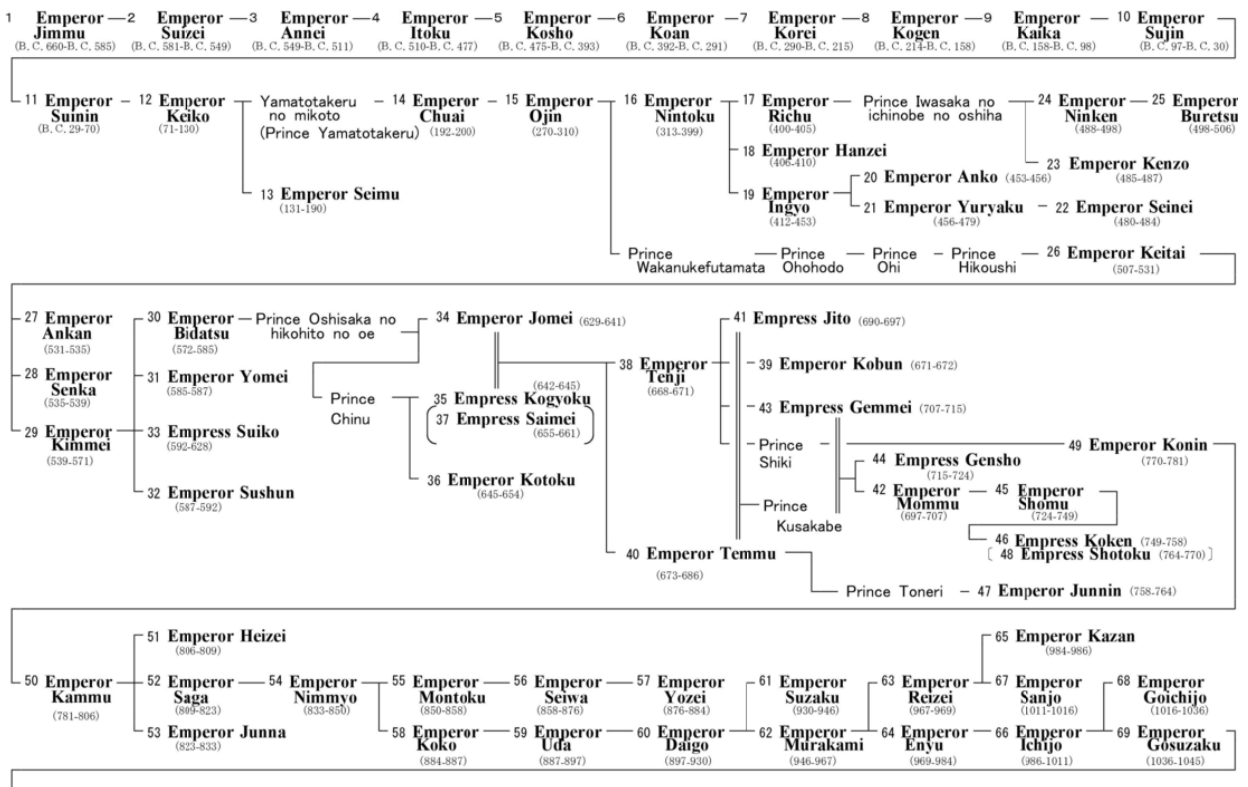 1 Emperor — 2 Emperor — 3 Emperor — 4 Emperor — 5 Emperor — 6 Emperor — 7 Emperor — 8 Emperor — 9 Emperor — 10 Emperor
Jimmu Suizei Annei Itoku Kosho Koan Korei Kogen Kaika Sujin
(B.C. 660-B.C. 585) (B.C. 581-B.C. 549) (B.C. 549-B.C. 511) (B.C. 510-B.C. 477) (B.C. 475-B.C. 393) (B.C. 392-B.C. 291) (B.C. 290-B.C. 215) (B.C. 214-B.C. 158) (B.C. 158-B.C. 98) (B.C. 97-B.C. 30)
11 Emperor
Suinin
(B.C. 29-70)
12 Emperor
Keiko
(71-130)
Yamatotakeru
no mikoto
(Prince Yamatotakeru)
14 Emperor
Chuai
(192-200)
15 Emperor
Ojin
(270-310)
16 Emperor
Nintoku
(313-399)
17 Emperor
Richu
(400-405)
Prince Iwasaka no
ichinobe no oshiha
24 Emperor
Ninken
(488-498)
25 Emperor
Buretsu
(498-506)
18 Emperor Hanzei
(406-410)
23 Emperor Kenzo
(485-487)
13 Emperor Seimu
(131-190)
19 Emperor
Ingyo
(412-453)
20 Emperor Anko (453-456)
21 Emperor Yuryaku
(456-479)
22 Emperor Seinei
(480-484)
Prince
Wakanukefutamata
Prince
Ohohodo
Prince
Ohi
Prince
Hikoushi
26 Emperor Keitai
(507-531)
27 Emperor
Ankan
(531-535)
28 Emperor
Senka
(535-539)
29 Emperor
Kimmei
(539-571)
30 Emperor
Bidatsu
(572-585)
Prince Oshisaka no
hikohito no oe
31 Emperor Yomei
(585-587)
33 Empress Suiko
(592-628)
32 Emperor Sushun
(587-592)
Prince
Chinu
34 Emperor Jomei (629-641)
(642-645)
35 Empress Kogyoku
37 Empress Saimei
(655-661)
36 Emperor Kotoku
(645-654)
38 Emperor
Tenji
(668-671)
40 Emperor Temmu
(673-686)
41 Empress Jito (690-697)
39 Emperor Kobun (671-672)
43 Empress Gemmei (707-715)
Prince
Shiki
49 Emperor Konin
(770-781)
44 Empress Gensho
(715-724)
Prince
Kusakabe
42 Emperor
Mommu
(697-707)
45 Emperor
Shomu
(724-749)
46 Empress Koken (749-758)
[ 48 Empress Shotoku (764-770) ]
Prince Toneri — 47 Emperor Junnin (758-764)
50 Emperor
Kammu
(781-806)
51 Emperor Heizei
(806-809)
52 Emperor
Saga
(809-823)
53 Emperor Junna
(823-833)
54 Emperor
Nimmyo
(833-850)
55 Emperor
Montoku
(850-858)
56 Emperor
Seiwa
(858-876)
57 Emperor
Yozei
(876-884)
58 Emperor
Koko
(884-887)
59 Emperor
Uda
(887-897)
60 Emperor
Daigo
(897-930)
61 Emperor
Suzaku
(930-946)
62 Emperor
Murakami
(946-967)
63 Emperor
Reizei
(967-969)
64 Emperor
Enyu
(969-984)
65 Emperor Kazan
(984-986)
67 Emperor
Sanjo
(1011-1016)
66 Emperor
Ichijo
(986-1011)
68 Emperor
Goichijo
(1016-1036)
69 Emperor
Gosuzaku
(1036-1045)